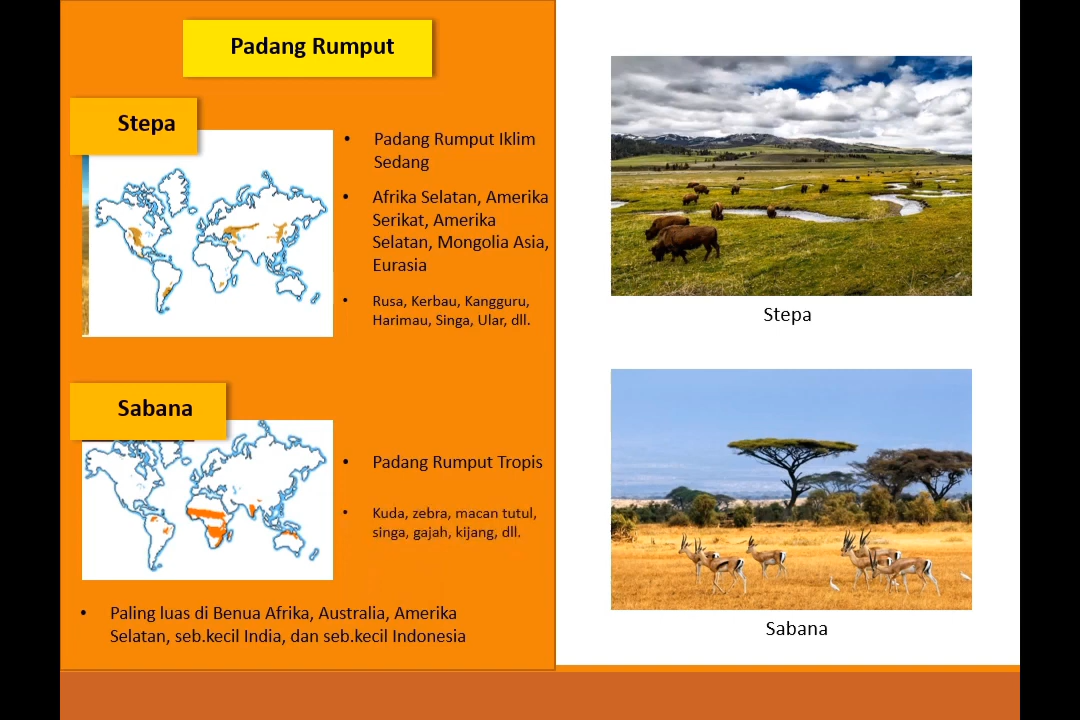 Padang Rumput
Stepa
• Padang Rumput Iklim
Sedang
• Afrika Selatan, Amerika
Serikat, Amerika
Selatan, Mongolia Asia,
Eurasia
• Rusa, Kerbau, Kangguru,
Harimau, Singa, Ular, dll.
Sabana
• Padang Rumput Tropis
• Kuda, zebra, macan tutul,
singa, gajah, kijang, dll.
• Paling luas di Benua Afrika, Australia, Amerika
Selatan, seb.kecil India, dan seb.kecil Indonesia
Stepa
Sabana